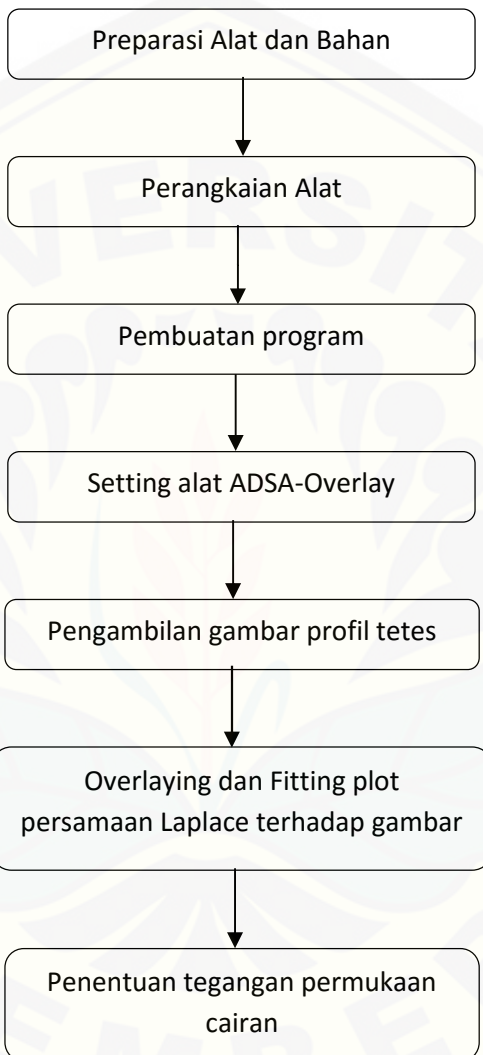 Preparasi Alat dan Bahan
Perangkaian Alat
Pembuatan program
Setting alat ADSA-Overlay
Pengambilan gambar profil tetes
Overlaying dan Fitting plot
persamaan Laplace terhadap gambar
Penentuan tegangan permukaan
cairan